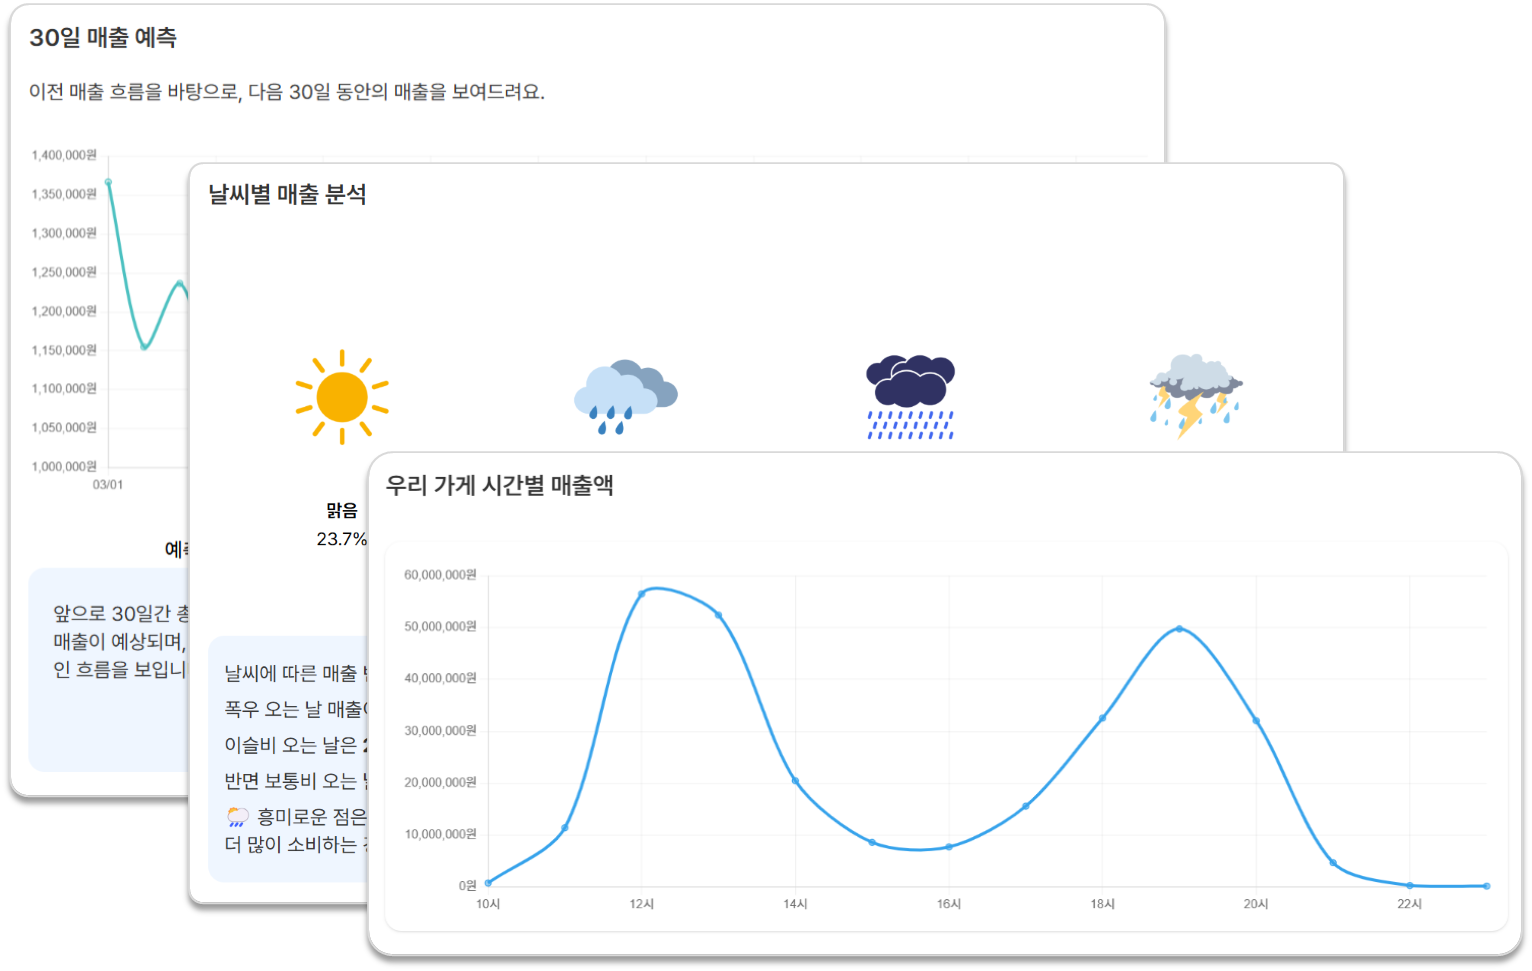 30일 매출 예측
이전 매출 흐름을 바탕으로, 다음 30일 동안의 매출을 보여드려요.
1,400,000원
1,350,000원
1,300,000원
1,250,000원
1,200,000원
1,150,000원
1,100,000원
1,050,000원
1,000,000원
03/01
앞으로 30일간
매출이 예상되며,
인 흐름을 보입니
날씨별 매출 분석
맑음
23.7%
날씨에 따른 매출
폭우 오는 날 매출
이슬비 오는 날은
반면 보통비 오는
흥미로운 점은
더 많이 소비하는
우리 가게 시간별 매출액
60,000,000원
50,000,000원
40,000,000원
30,000,000원
20,000,000원
10,000,000원
0원
10시 12시 14시 16시 18시 20시 22시